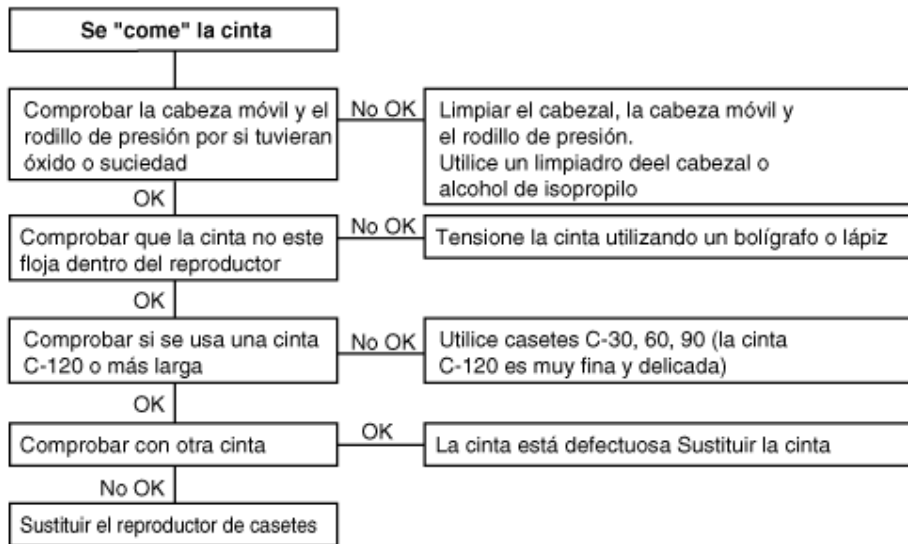 Se "come" la cinta
Comprobar la cabeza móvil y el
rodillo de presión por si tuvieran
óxido o suciedad
No OK
Limpiar el cabezal, la cabeza móvil y
el rodillo de presión.
Utilice un limpiadro deel cabezal o
alcohol de isopropilo
OK
Comprobar que la cinta no este
floja dentro del reproductor
No OK
Tensione la cinta utilizando un bolígrafo o lápiz
OK
Comprobar si se usa una cinta
C-120 o más larga
No OK
Utilice casetes C-30, 60, 90 (la cinta
C-120 es muy fina y delicada)
OK
Comprobar con otra cinta
OK
La cinta está defectuosa Sustituir la cinta
No OK
Sustituir el reproductor de casetes